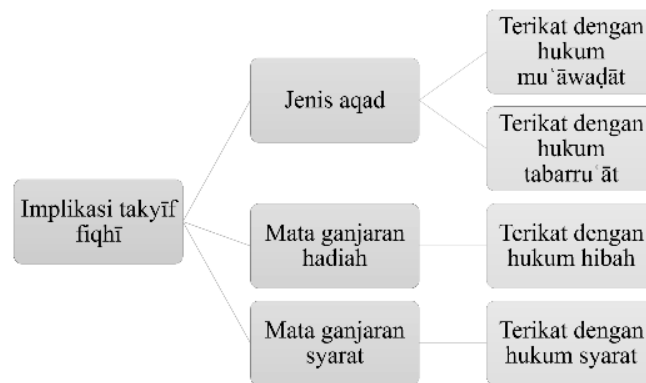 Implikasi takyīf
fiqhī
Jenis aqad
Terikat dengan
hukum
muʿāwaḍāt
Terikat dengan
hukum
tabarruʿāt
Mata ganjaran
hadiah
Terikat dengan
hukum hibah
Mata ganjaran
syarat
Terikat dengan
hukum syarat